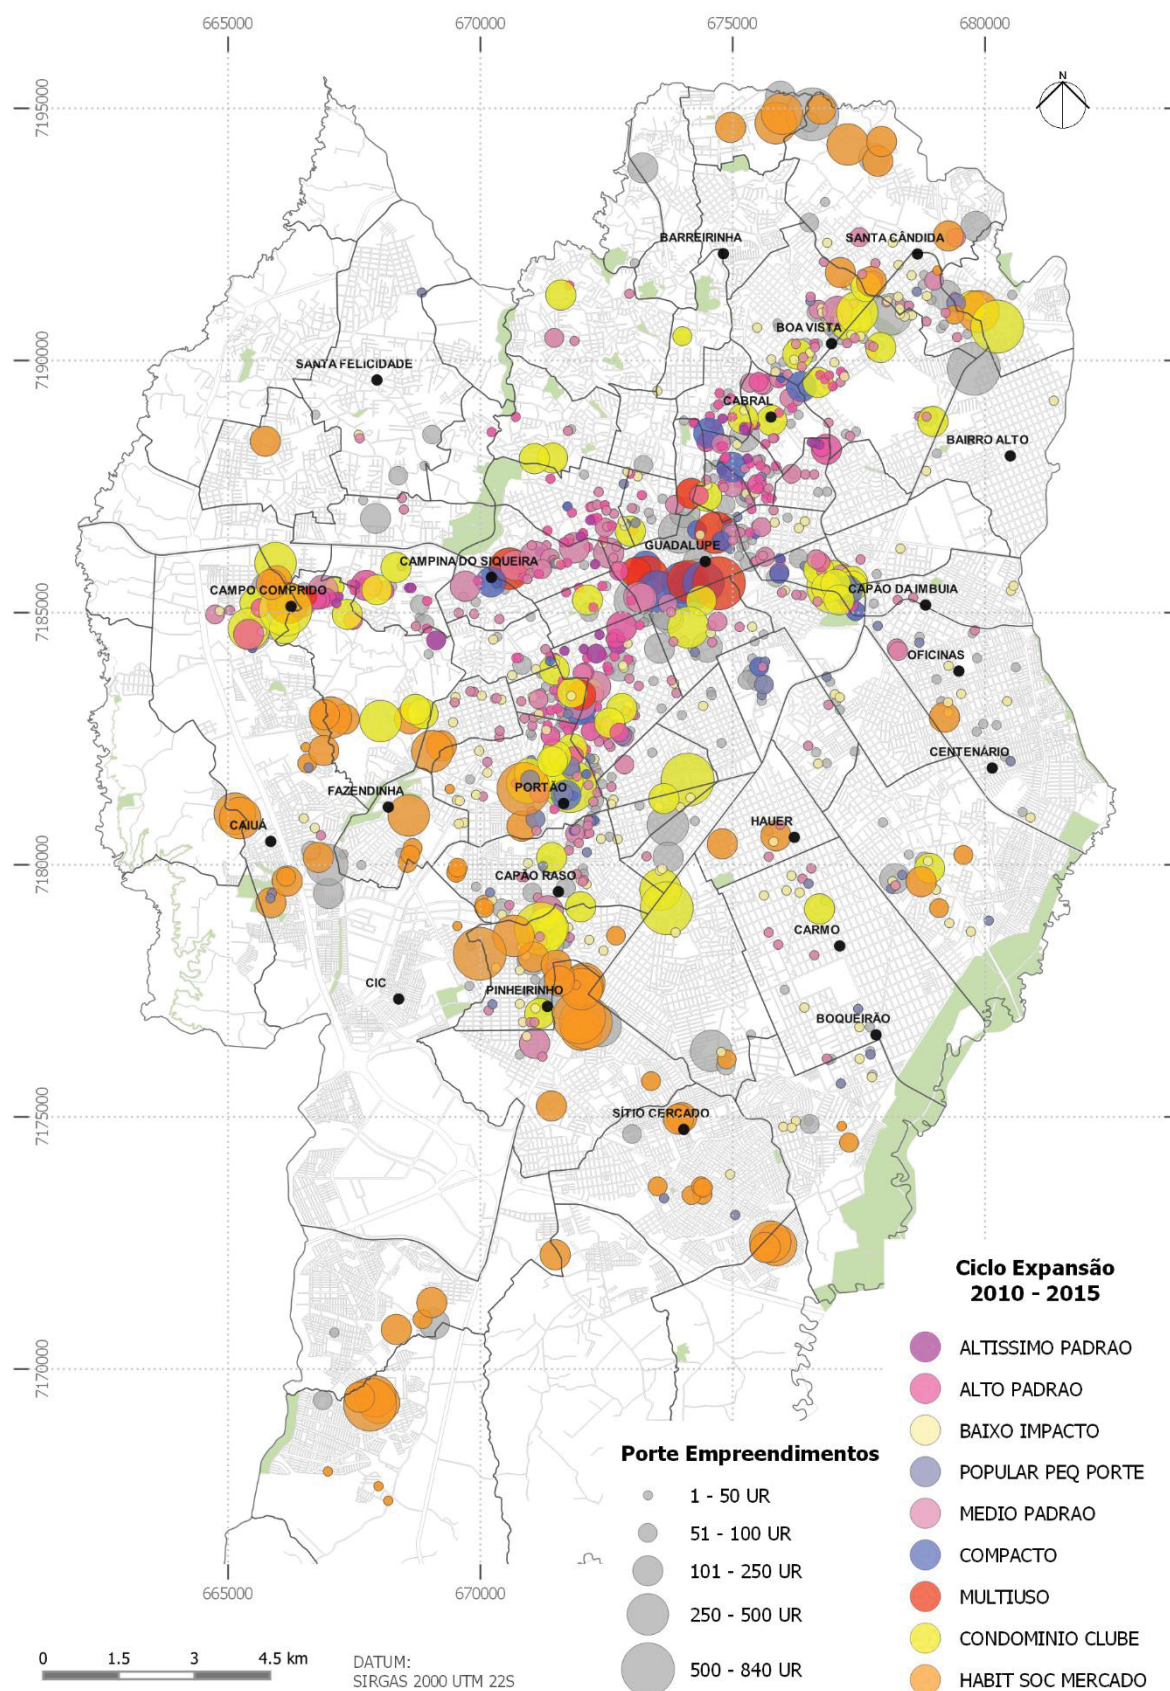 665000 670000 675000 680000
N
7195000
BARREIRINHA
SANTA CÂNDIDA
BOA VISTA
7190000
SANTA FELICIDADE
CABRAL
BAIRRO ALTO
GUADALUPE
CAMPINA DO SIQUEIRA
CAMPO COMPRIDO
CAPÃO DA IMBUIA
7185000
OFICINAS
CENTENÁRIO
FAZENDINHA
PORTÃO
CAIUÁ
HAUER
7180000
CAPÃO RASO
CARMO
CIC
PINHEIRINHO
BOQUEIRÃO
7175000
SÍTIO CERCADO
Ciclo Expansão
2010 - 2015
ALTISSIMO PADRAO
7170000
ALTO PADRAO
BAIXO IMPACTO
POPULAR PEQ PORTE
MEDIO PADRAO
COMPACTO
MULTIUSO
CONDOMINIO CLUBE
HABIT SOC MERCADO
Porte Empreendimentos
1 - 50 UR
51 - 100 UR
101 - 250 UR
250 - 500 UR
500 - 840 UR
665000 670000
0 1.5 3 4.5 km
DATUM:
SIRGAS 2000 UTM 22S